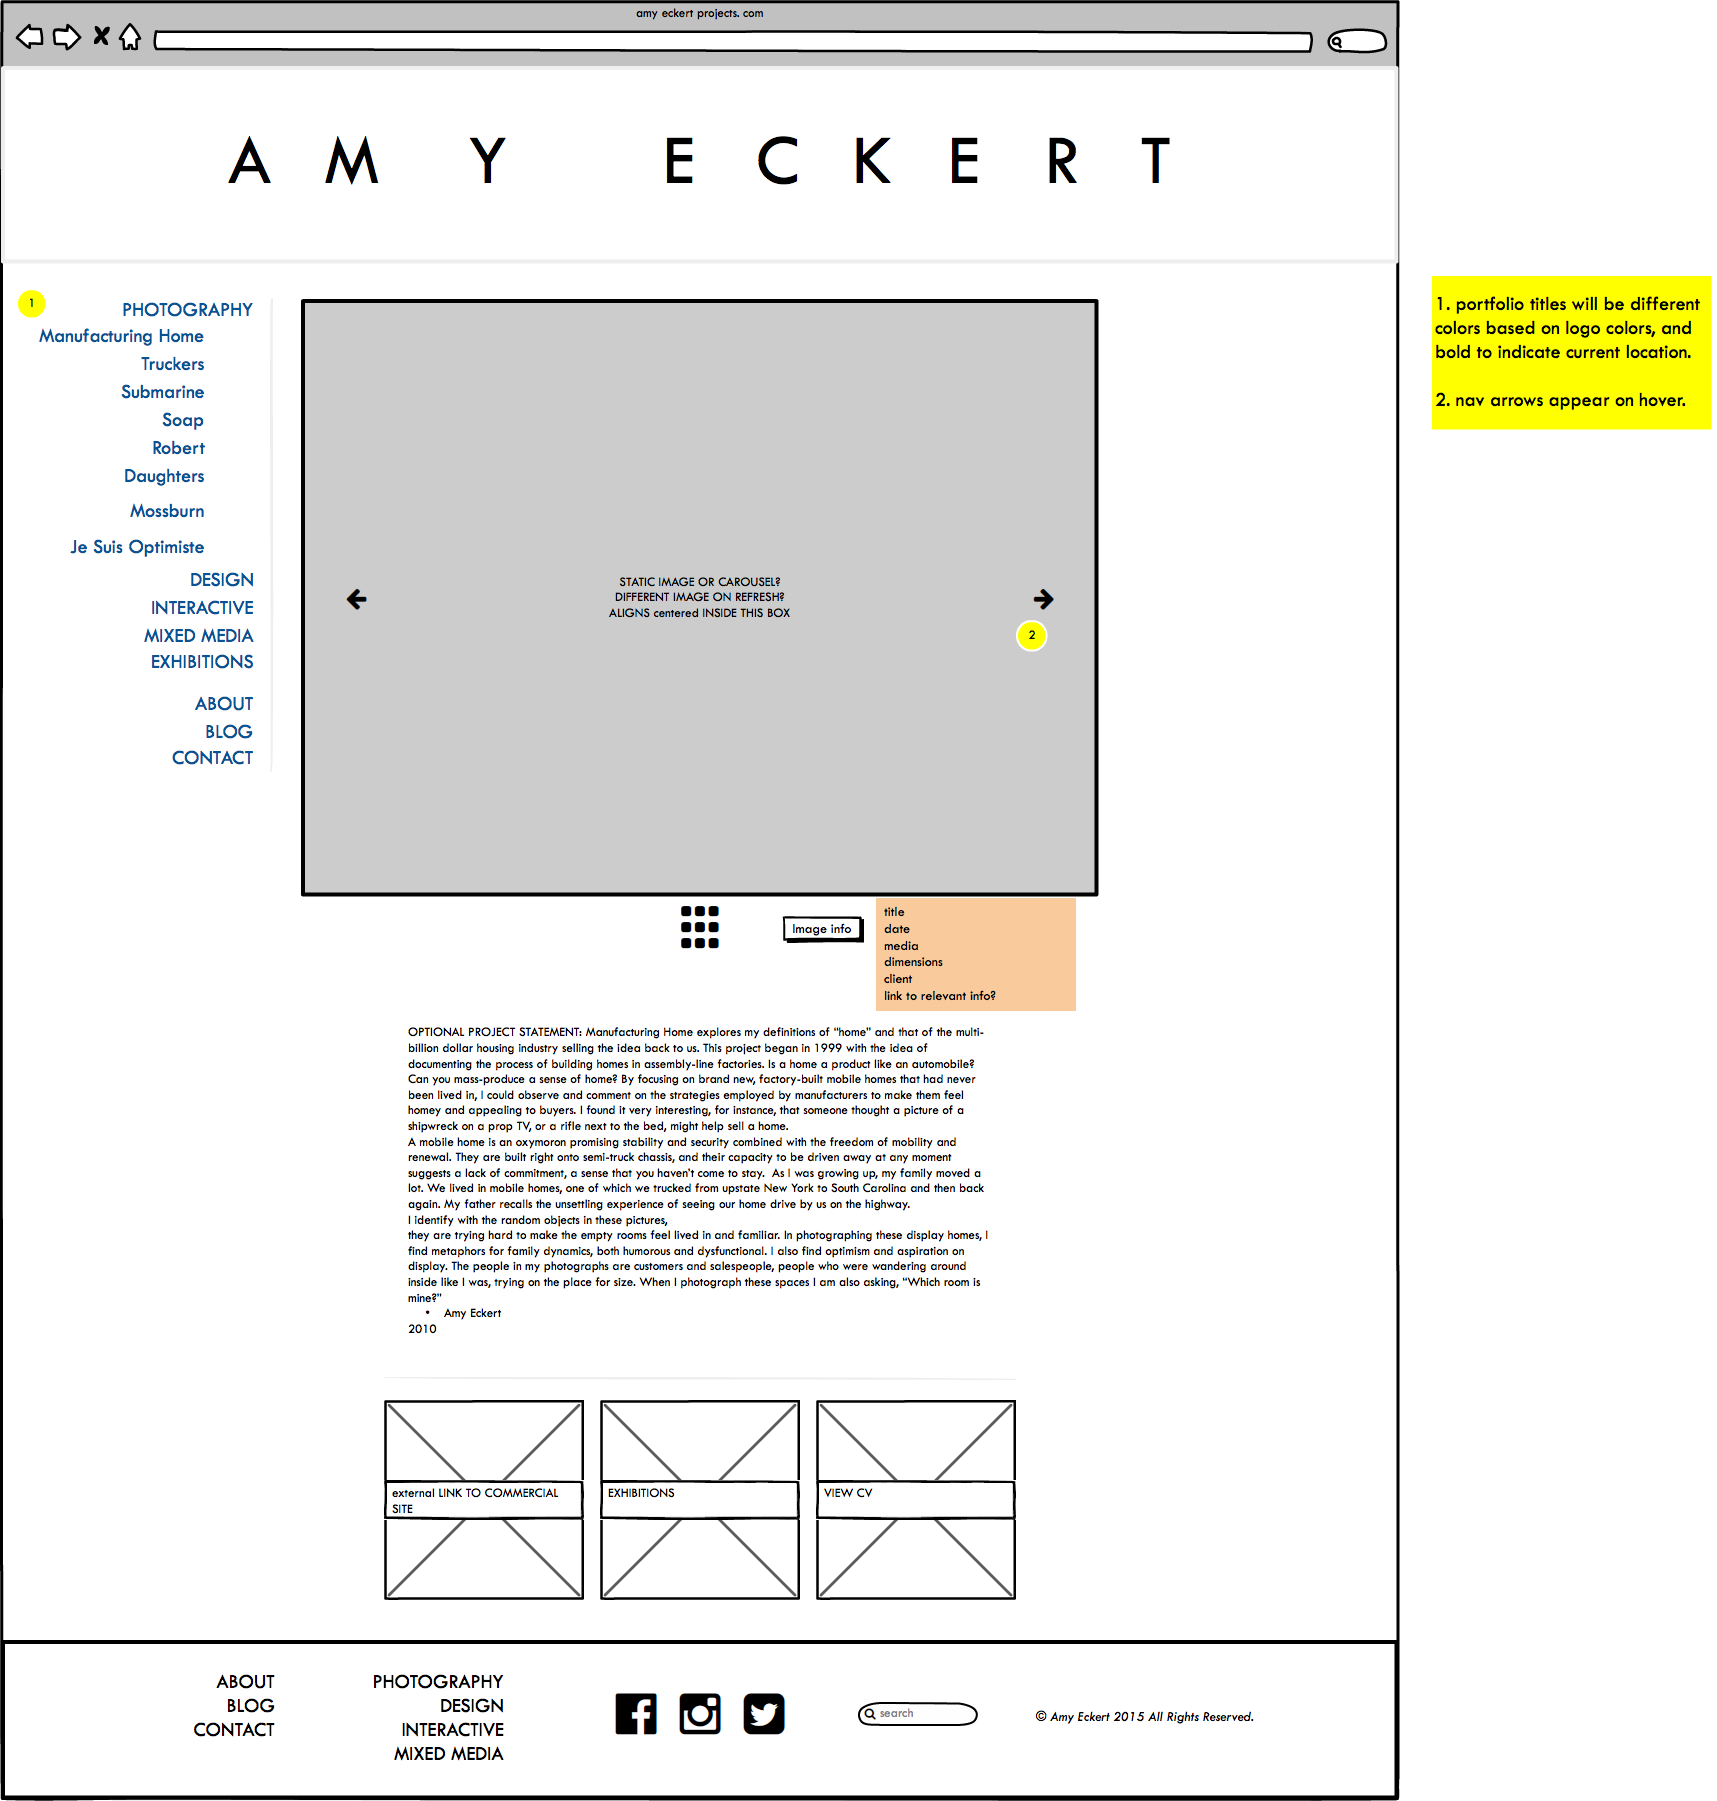 amy eckert projects. com
AMY ECKERT
1
PHOTOGRAPHY
Manufacturing Home
Truckers
Submarine
Soap
Robert
Daughters
Mossburn
Je Suis Optimiste
DESIGN
INTERACTIVE
MIXED MEDIA
EXHIBITIONS
ABOUT
BLOG
CONTACT
STATIC IMAGE OR CAROUSEL?
DIFFERENT IMAGE ON REFRESH?
ALIGNS centered INSIDE THIS BOX
2
1. portfolio titles will be different
colors based on logo colors, and
bold to indicate current location.
2. nav arrows appear on hover.
Image info
title
date
media
dimensions
client
link to relevant info?
OPTIONAL PROJECT STATEMENT: Manufacturing Home explores my definitions of "home" and that of the multi-
billion dollar housing industry selling the idea back to us. This project began in 1999 with the idea of
documenting the process of building homes in assembly-line factories. Is a home a product like an automobile?
Can you mass-produce a sense of home? By focusing on brand new, factory-built mobile homes that had never
been lived in, I could observe and comment on the strategies employed by manufacturers to make them feel
homey and appealing to buyers. I found it very interesting, for instance, that someone thought a picture of a
shipwreck on a prop TV, or a rifle next to the bed, might help sell a home.
A mobile home is an oxymoron promising stability and security combined with the freedom of mobility and
renewal. They are built right onto semi-truck chassis, and their capacity to be driven away at any moment
suggests a lack of commitment, a sense that you haven't come to stay.  As I was growing up, my family moved a
lot. We lived in mobile homes, one of which we trucked from upstate New York to South Carolina and then back
again. My father recalls the unsettling experience of seeing our home drive by us on the highway.
I identify with the random objects in these pictures,
they are trying hard to make the empty rooms feel lived in and familiar. In photographing these display homes, I
find metaphors for family dynamics, both humorous and dysfunctional. I also find optimism and aspiration on
display. The people in my photographs are customers and salespeople, people who were wandering around
inside like I was, trying on the place for size. When I photograph these spaces I am also asking, "Which room is
mine?"
• Amy Eckert
2010
external LINK TO COMMERCIAL
SITE
EXHIBITIONS
VIEW CV
ABOUT
BLOG
CONTACT
PHOTOGRAPHY
DESIGN
INTERACTIVE
MIXED MEDIA
search
© Amy Eckert 2015 All Rights Reserved.